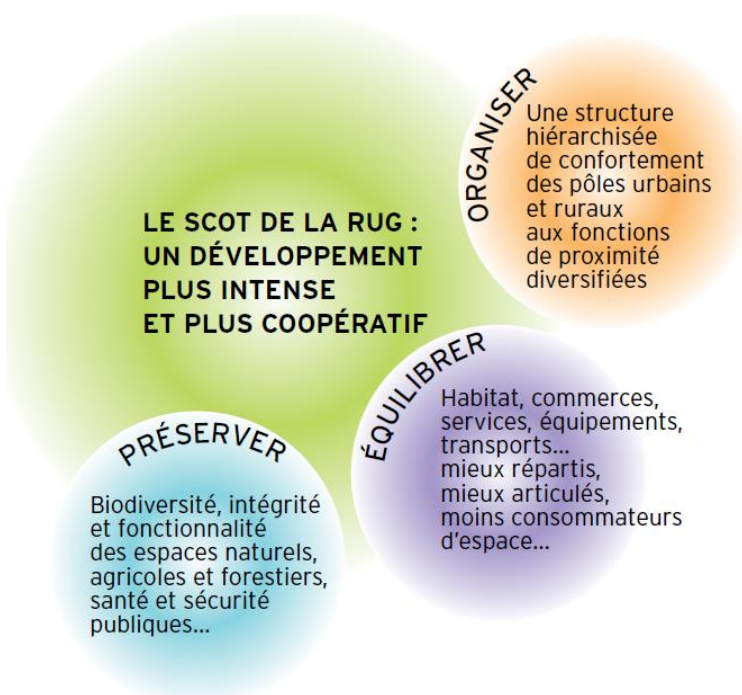 LE SCOT DE LA RUG :
UN DÉVELOPPEMENT
PLUS INTENSE
ET PLUS COOPÉRATIF
ORGANISER
Une structure
hiérarchisée
de confortement
des pôles urbains
et ruraux
aux fonctions
de proximité
diversifiées
ÉQUILIBRER
Habitat, commerces,
services, équipements,
transports...
mieux répartis,
mieux articulés,
moins consommateurs
d'espace...
PRÉSERVER
Biodiversité, intégrité
et fonctionnalité
des espaces naturels,
agricoles et forestiers,
santé et sécurité
publiques...